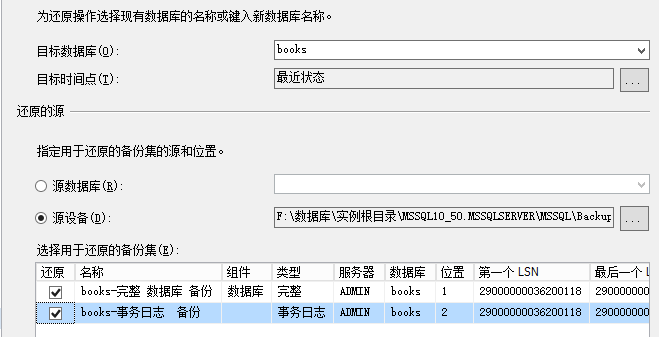 为还原操作选择现有数据库的名称或键入新数据库名称。
目标数据库(O): books
目标时间点(T): 最近状态 ...
还原的源
指定用于还原的备份集的源和位置。
源数据库(R):
源设备(D): F:\数据库\实例根目录\MSSQL10_50.MSSQLSERVER\MSSQL\Backup ...
选择用于还原的备份集(E):
还原 名称 组件 类型 服务器 数据库 位置 第一个 LSN 最后一个 L
books-完整 数据库 备份 数据库 完整 ADMIN books 1 29000000036200118 290000000
books-事务日志 备份 事务日志 ADMIN books 2 29000000036200118 290000000